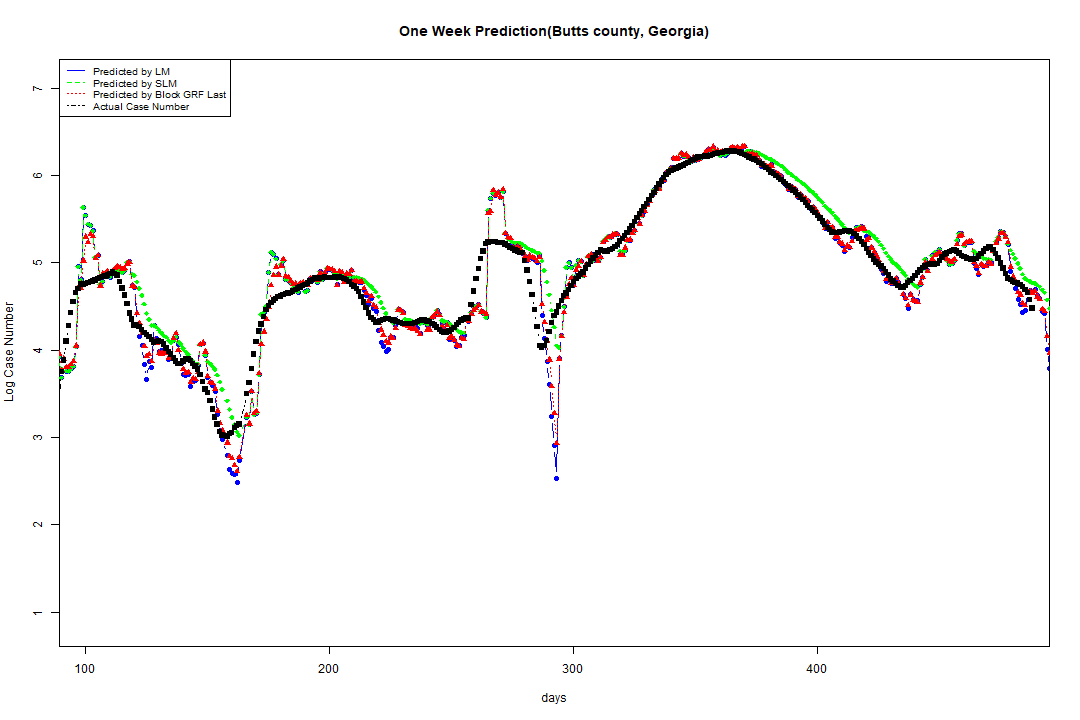 One Week Prediction(Butts county, Georgia)
Predicted by LM
Predicted by SLM
Predicted by Block GRF Last
Actual Case Number
7
6
5
4
3
2
1
Log Case Number
100 200 300 400
days